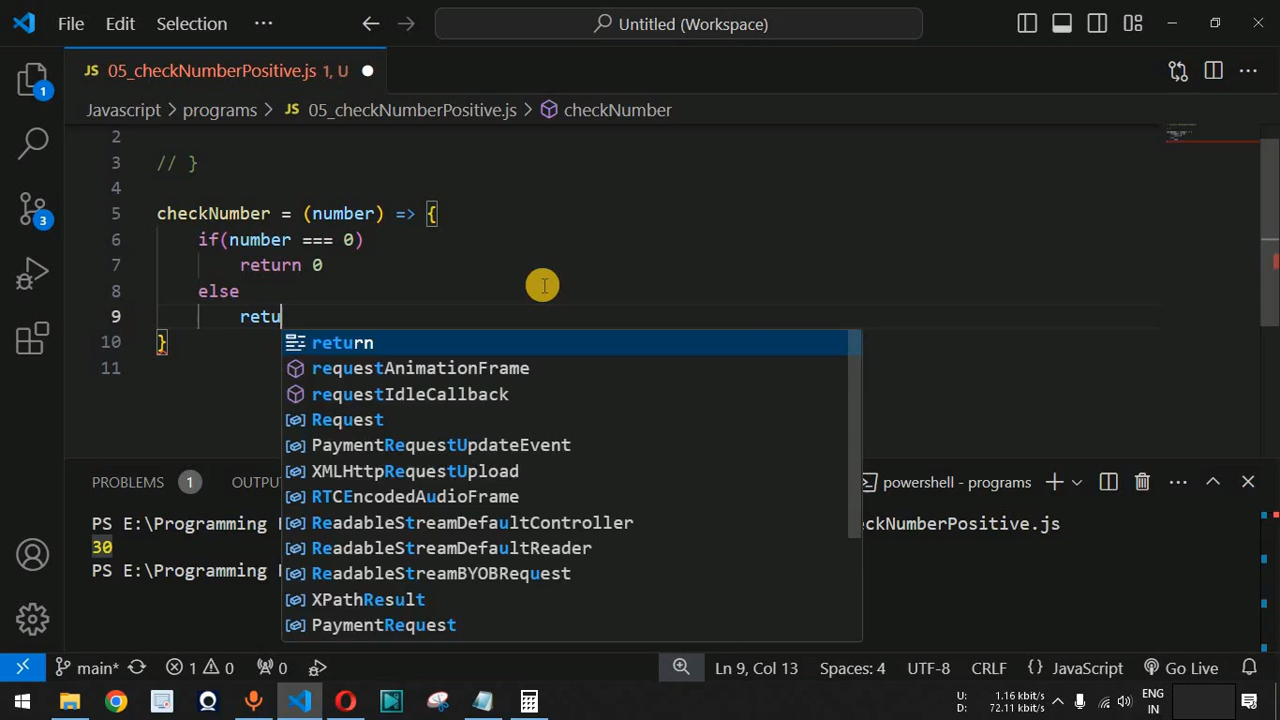 File Edit Selection ··· Untitled (Workspace)
JS 05_checkNumberPositive.js 1, U
Javascript > programs > JS 05_checkNumberPositive.js > checkNumber
2
3 // }
4
5 checkNumber = (number) => {
6 if(number === 0)
7 return 0
8 else
9 retu
10 }
11
return
requestAnimationFrame
requestIdleCallback
Request
PaymentRequestUpdateEvent
XMLHttpRequestUpload
RTCEncodedAudioFrame
ReadableStreamDefaultController
ReadableStreamDefaultReader
ReadableStreamBYOBRequest
XPathResult
PaymentRequest
1
3
PROBLEMS 1 OUTPU powershell - programs
PS E:\Programming eckNumberPositive.js
30
PS E:\Programming
main* 1 0 0 Ln 9, Col 13 Spaces: 4 UTF-8 CRLF {} JavaScript Go Live
U: 1.16 kbit/s
D: 72.11 kbit/s
ENG
IN